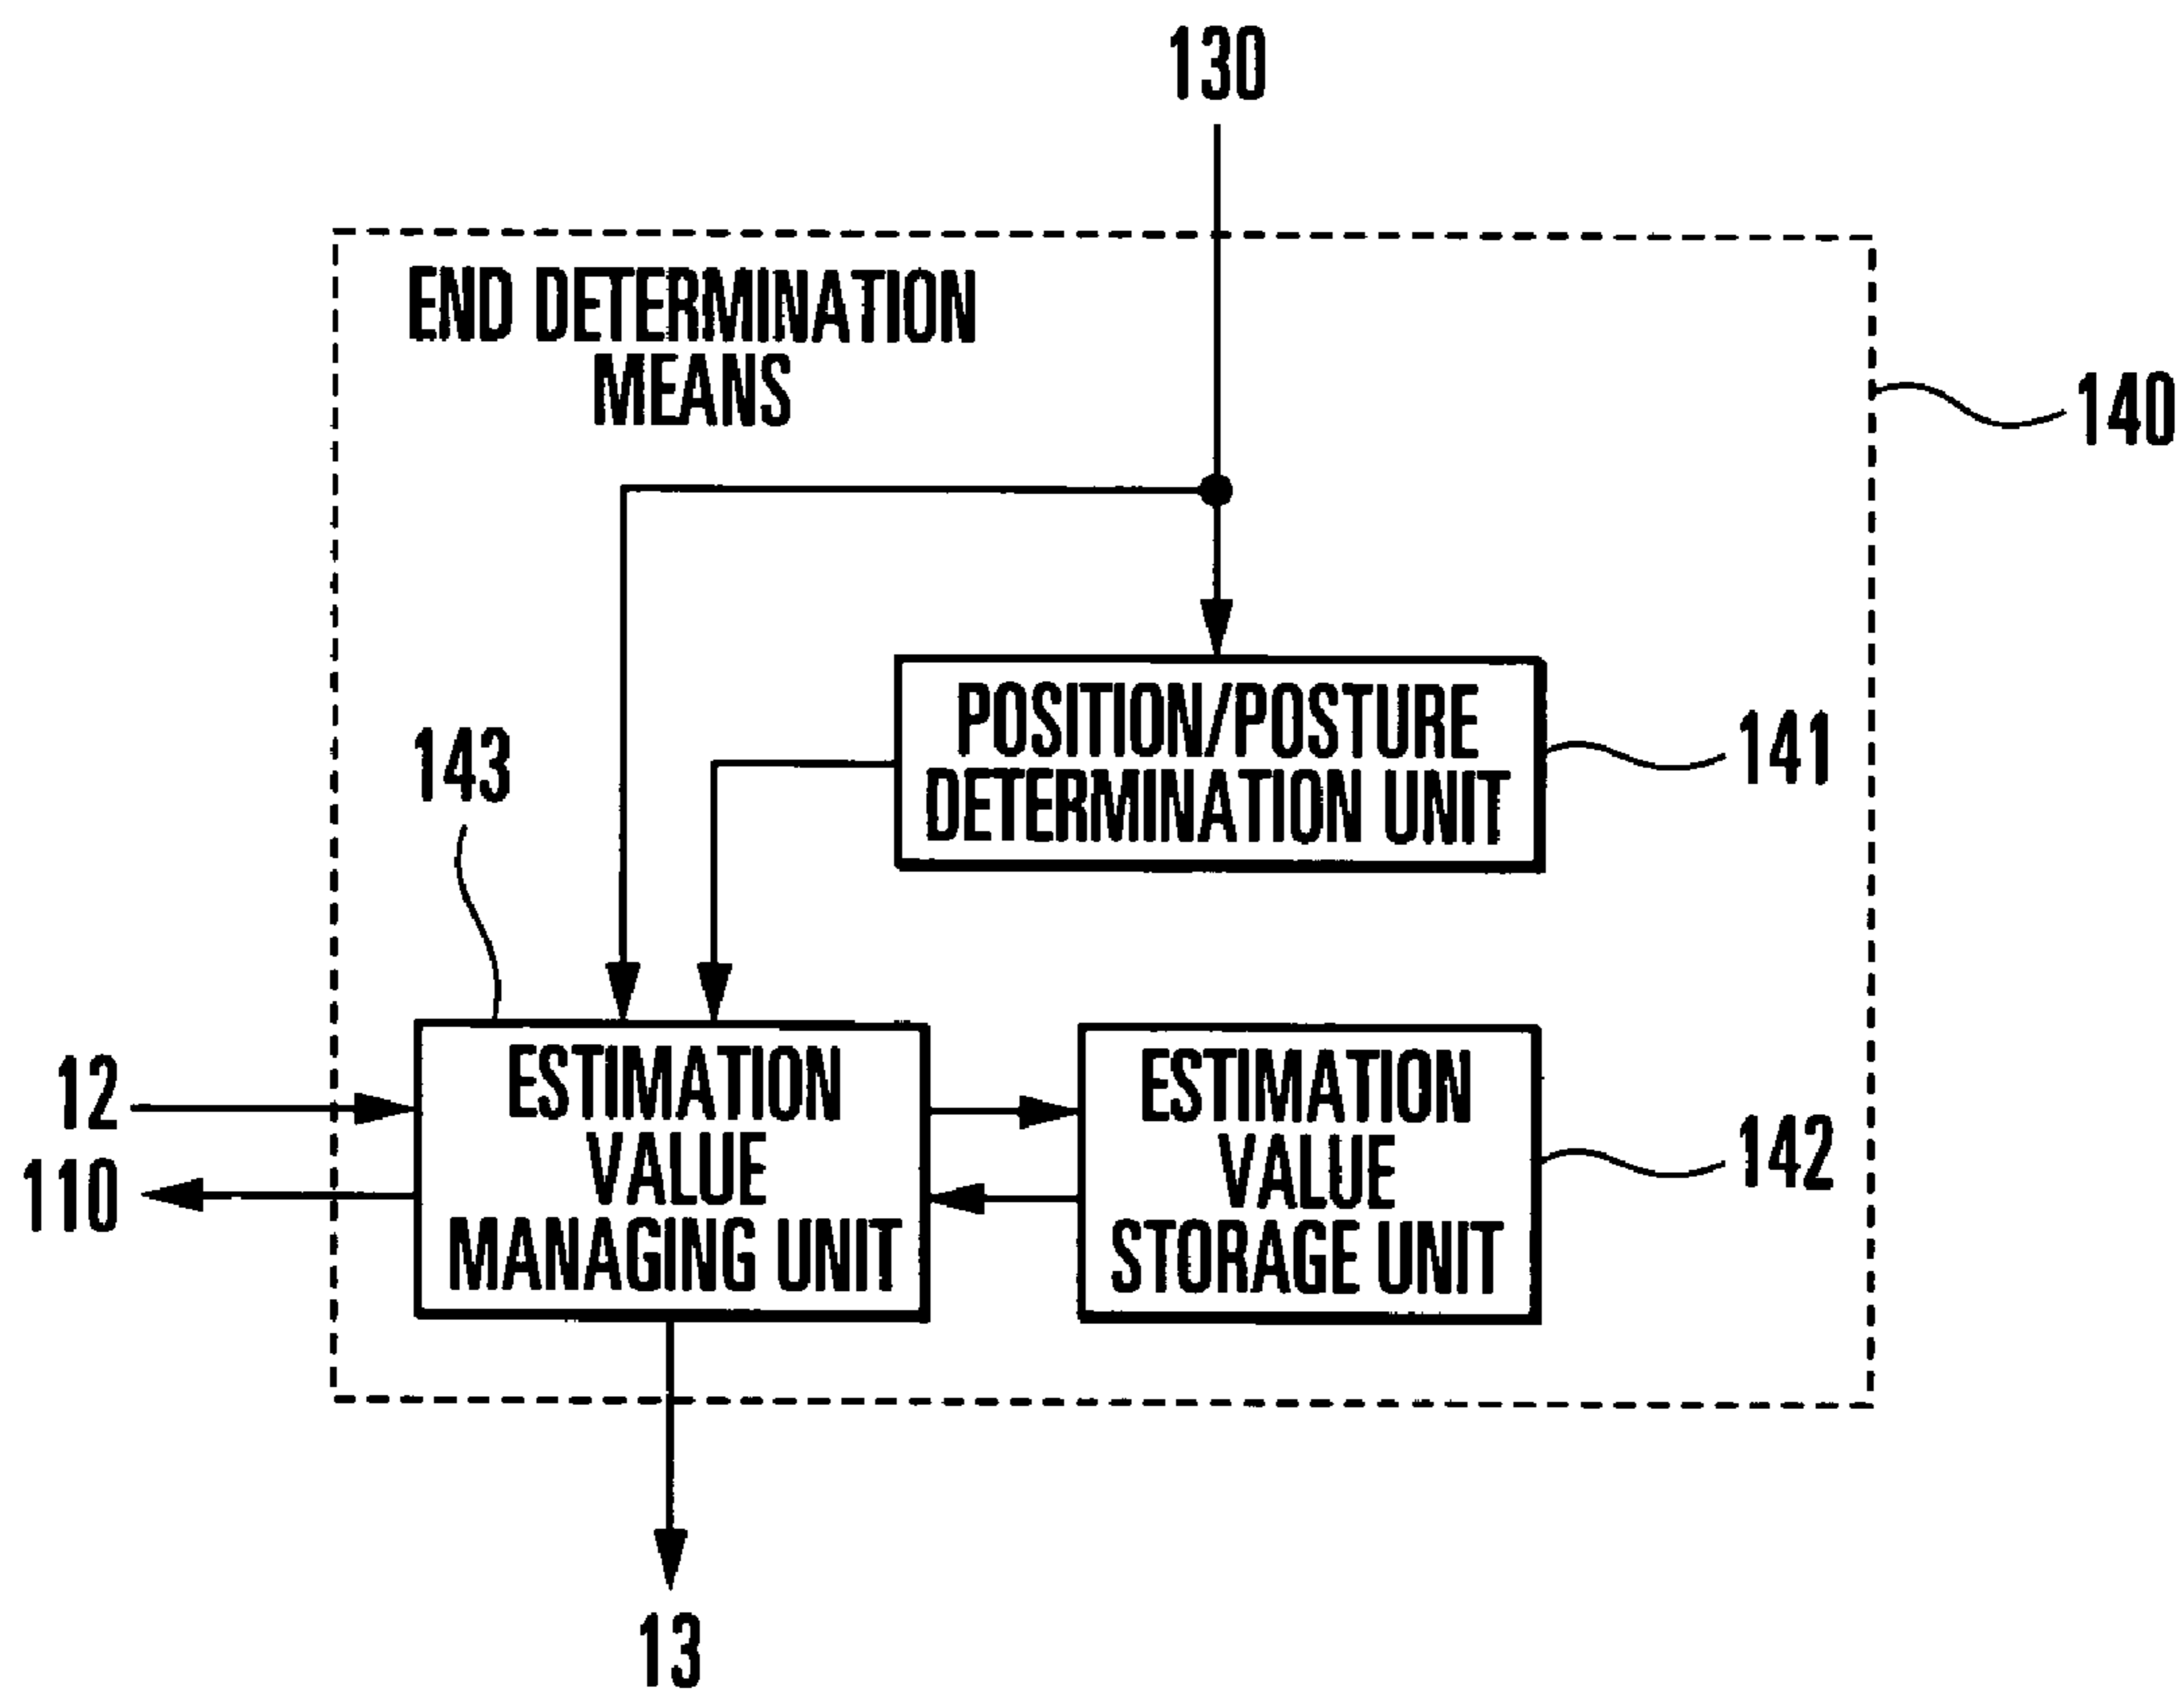 130
END DETERMINATION
MEANS
140
POSITION/POSTURE
DETERMINATION UNIT
141
143
ESTIMATION
VALUE
MANAGING UNIT
ESTIMATION
VALUE
STORAGE UNIT
142
12
110
13